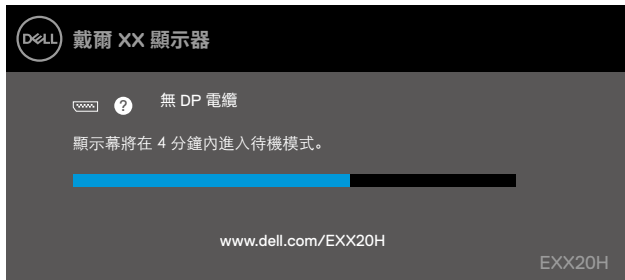 DELL 戴爾 XX 顯示器
? 無 DP 電纜
顯示幕將在 4 分鐘內進入待機模式。
www.dell.com/EXX20H
EXX20H